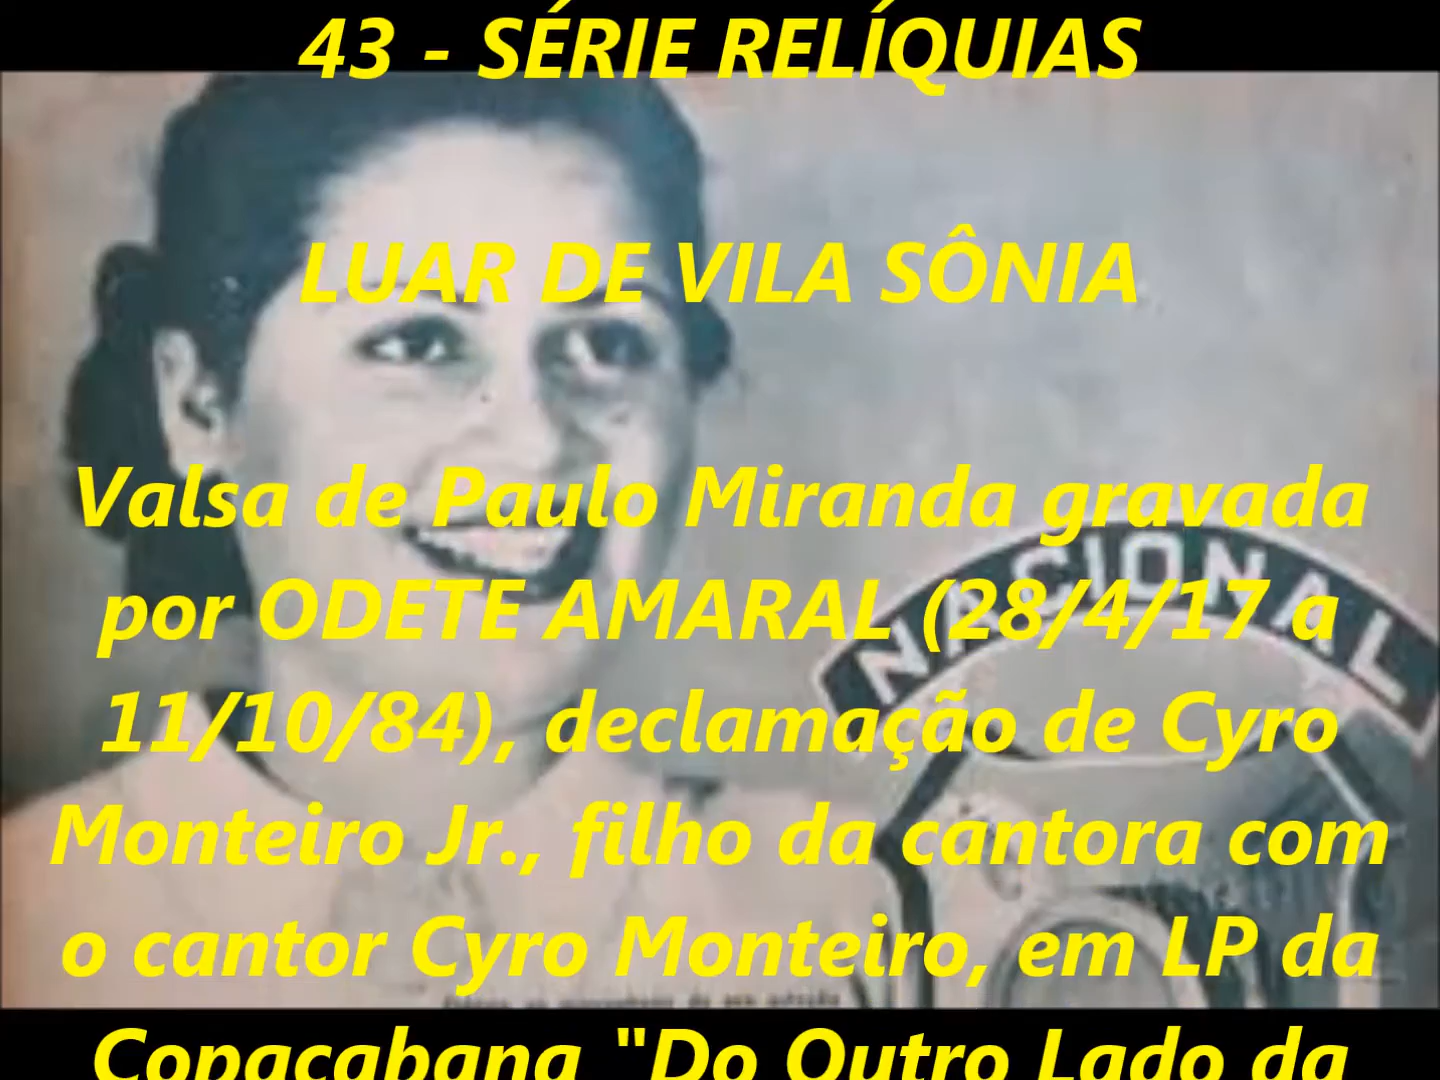 43 - SÉRIE RELÍQUIAS
LUAR DE VILA SÔNIA
Valsa de Paulo Miranda gravada
por ODETE AMARAL (28/4/17 a
11/10/84), declamação de Cyro
Monteiro Jr., filho da cantora com
o cantor Cyro Monteiro, em LP da
Copacabana "Do Outro Lado da
NACIONAL